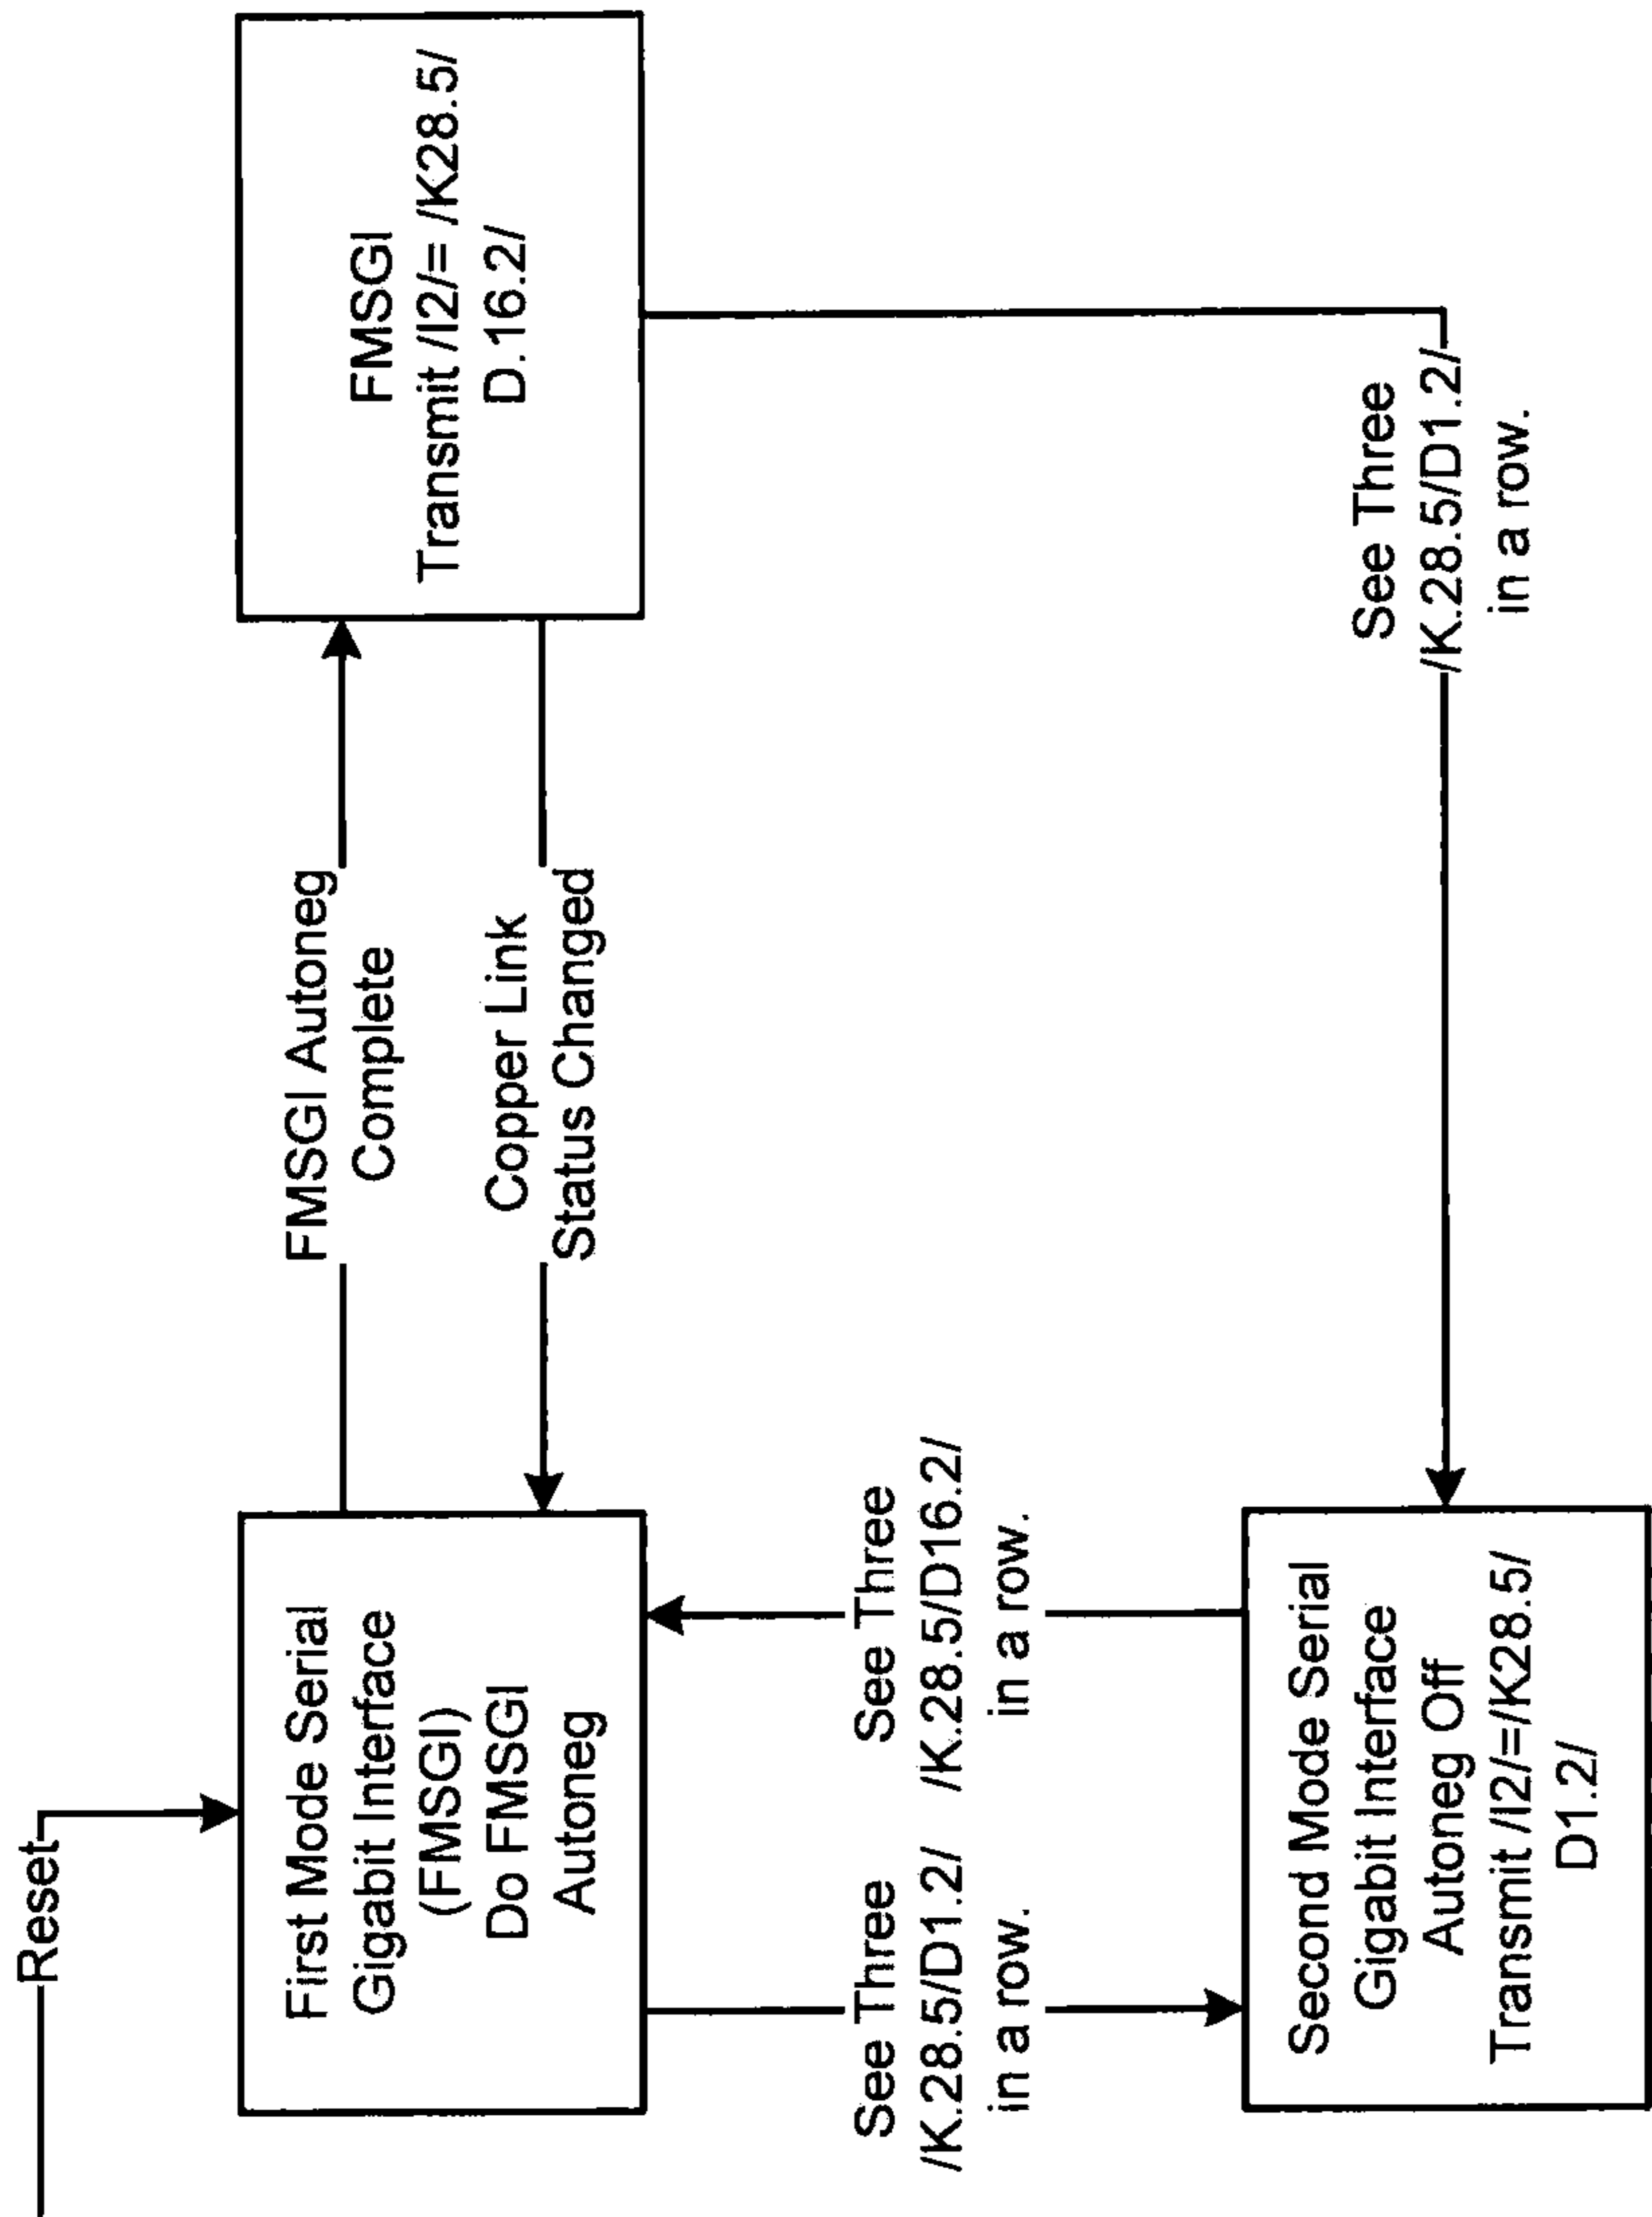 Reset
First Mode Serial
Gigabit Interface
(FMSGI)
Do FMSGI
Autoneg
FMSGI Autoneg
Complete
Copper Link
Status Changed
FMSGI
Transmit /I2/= /K28.5/
D.16.2/
See Three
/K.28.5/D1.2/
in a row.
See Three
/K.28.5/D16.2/
in a row.
See Three
/K.28.5/D1.2/
in a row.
Second Mode Serial
Gigabit Interface
Autoneg Off
Transmit /I2/=/K28.5/
D1.2/